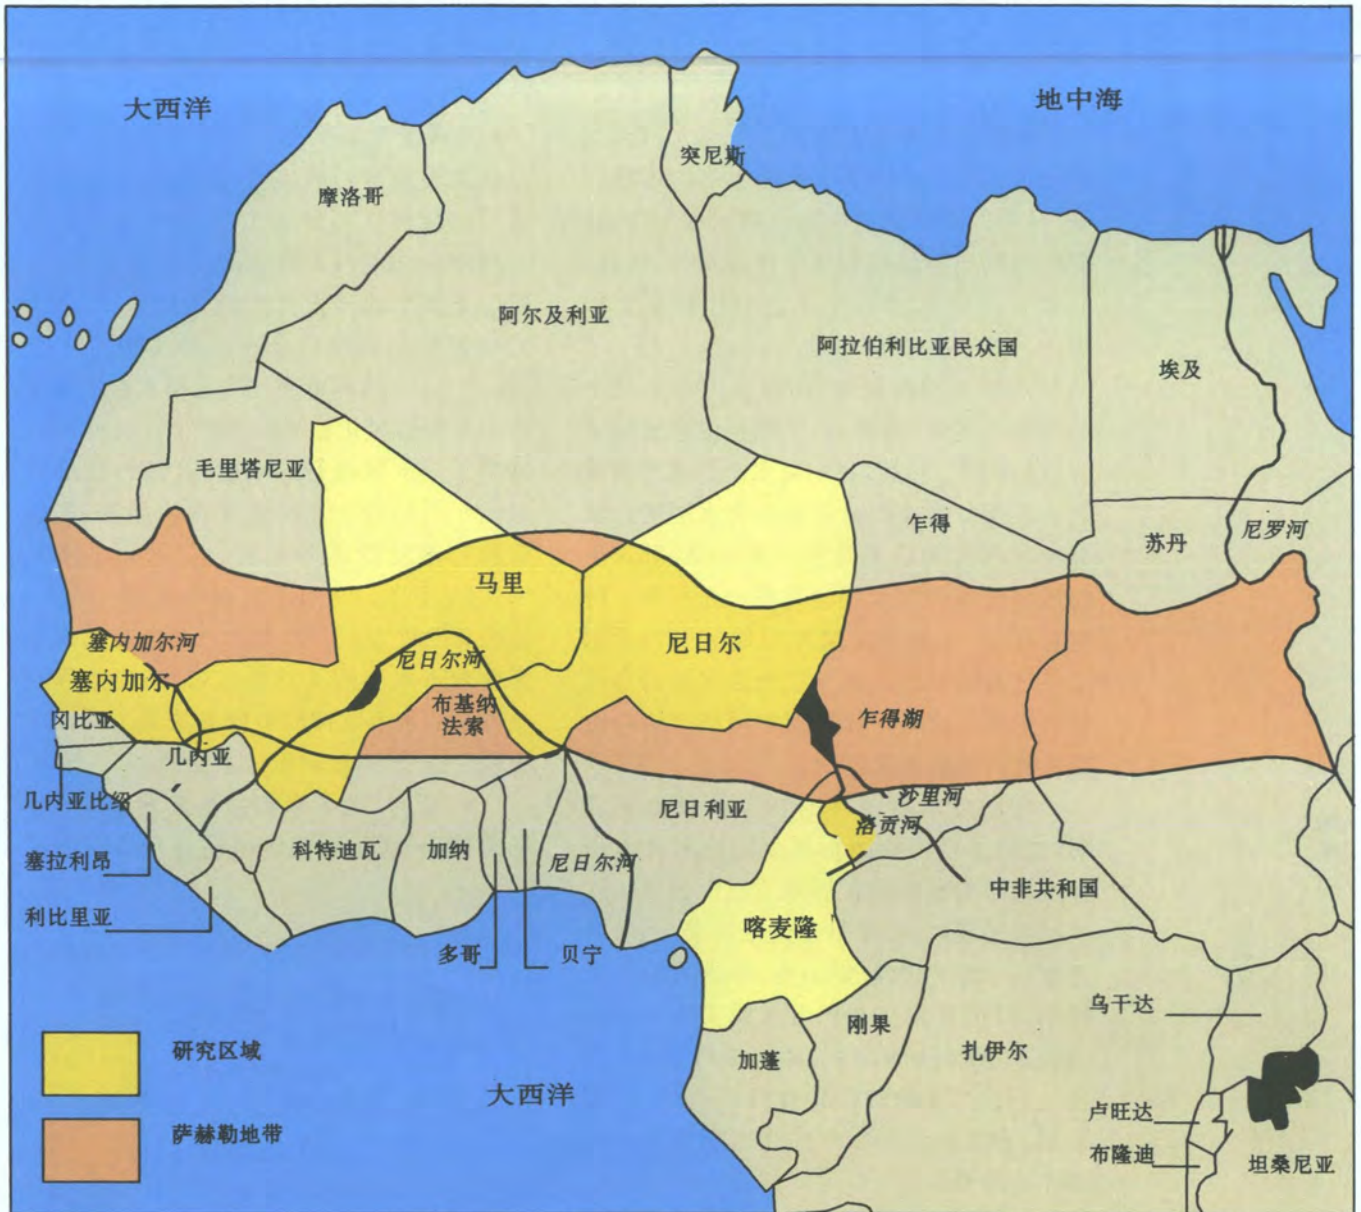 大西洋
地中海
突尼斯
摩洛哥
阿尔及利亚
阿拉伯利比亚民众国
埃及
毛里塔尼亚
乍得
苏丹
尼罗河
马里
塞内加尔河
尼日尔河
尼日尔
塞内加尔
布基纳
法索
冈比亚
乍得湖
几内亚
几内亚比绍
尼日利亚
沙里河
洛贡河
塞拉利昂
科特迪瓦
加纳
尼日尔河
中非共和国
利比里亚
喀麦隆
多哥
贝宁
乌干达
刚果
扎伊尔
加蓬
研究区域
大西洋
卢旺达
萨赫勒地带
布隆迪
坦桑尼亚